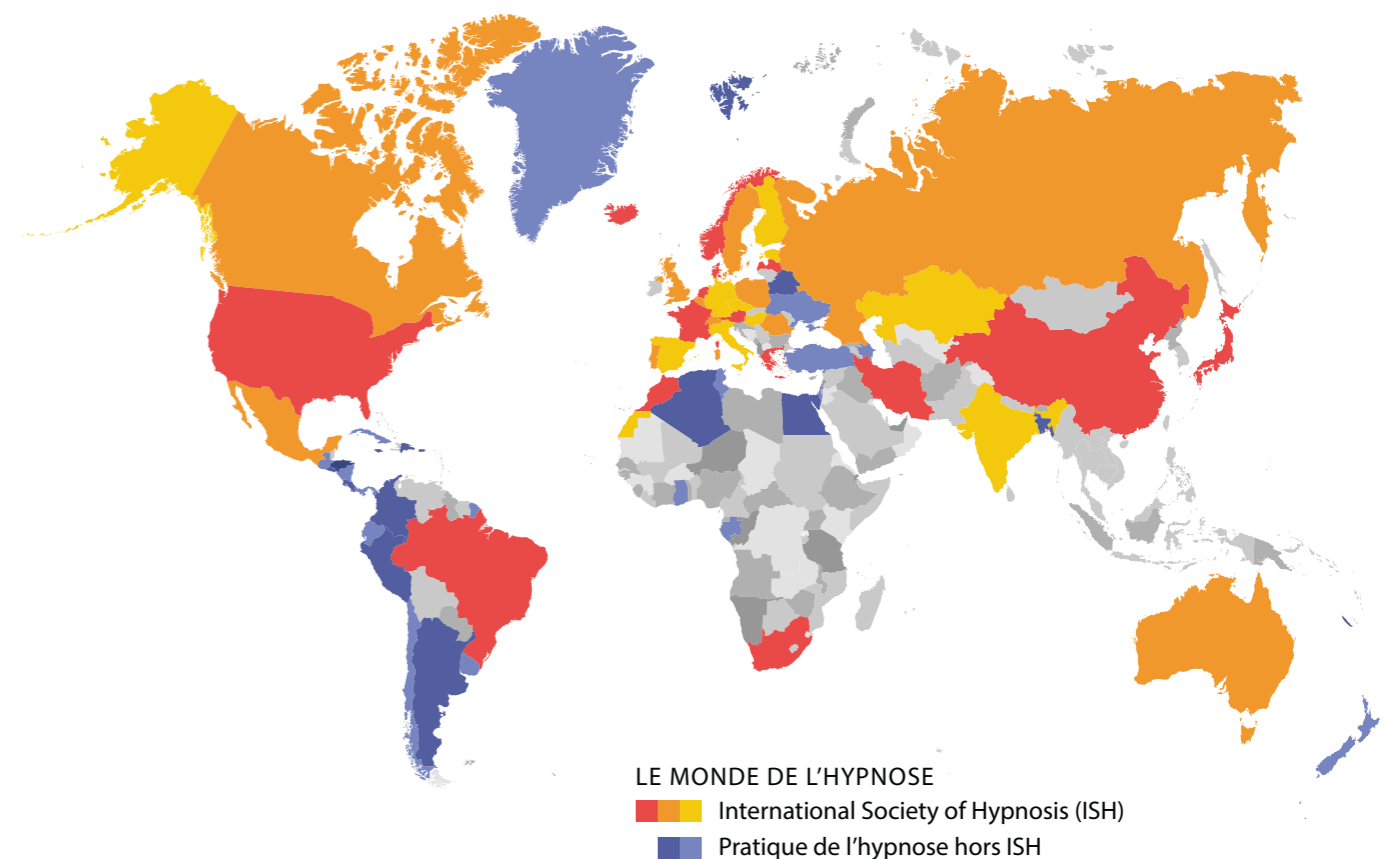 LE MONDE DE L’HYPNOSE
International Society of Hypnosis (ISH)
Pratique de l’hypnose hors ISH